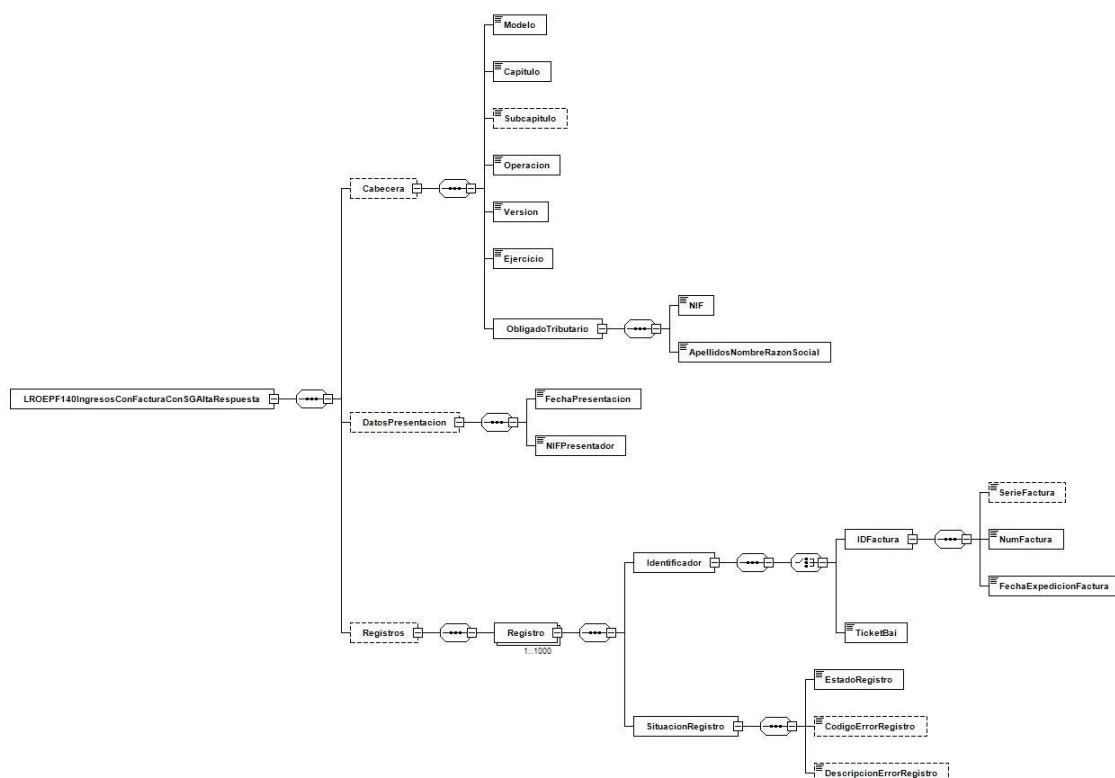 Modelo
Capitulo
Subcapitulo
Operacion
Cabecera
Version
Ejercicio
NIF
ObligadoTributario
ApellidosNombreRazonSocial
LROEPF140IngresosConFacturaConSGAltaRespuesta
FechaPresentacion
DatosPresentacion
NIFPresentador
SerieFactura
IDFactura
NumFactura
Identificador
FechaExpedicionFactura
Registros
Registro
TicketBai
1..1000
EstadoRegistro
SituacionRegistro
CodigoErrorRegistro
DescripcionErrorRegistro